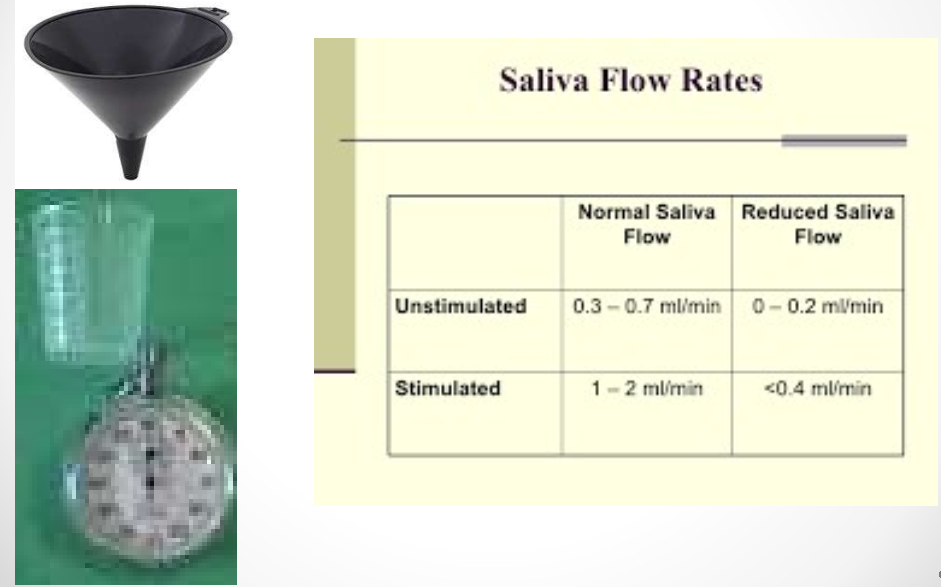 Saliva Flow Rates
Normal Saliva Flow
Reduced Saliva Flow
Unstimulated 0.3 – 0.7 ml/min 0 – 0.2 ml/min
Stimulated 1 – 2 ml/min <0.4 ml/min